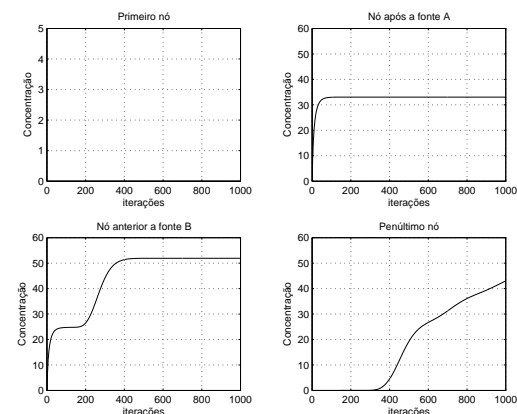 Primeiro nó
5
4
3
2
1
0
Concentração
0 200 400 600 800 1000
iterações
Nó após a fonte A
60
50
40
30
20
10
0
Concentração
0 200 400 600 800 1000
iterações
Nó anterior a fonte B
60
50
40
30
20
10
0
Concentração
0 200 400 600 800 1000
iterações
Penúltimo nó
60
50
40
30
20
10
0
Concentração
0 200 400 600 800 1000
iterações